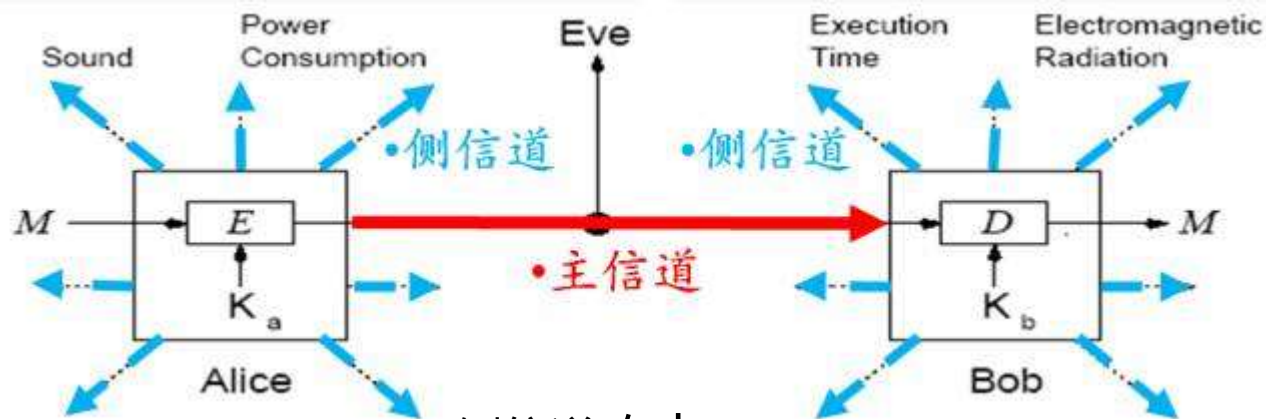 Sound
Power
Consumption
Eve
Execution
Time
Electromagnetic
Radiation
•侧信道
•侧信道
M
E
D
M
•主信道
K a
K b
Alice
Bob